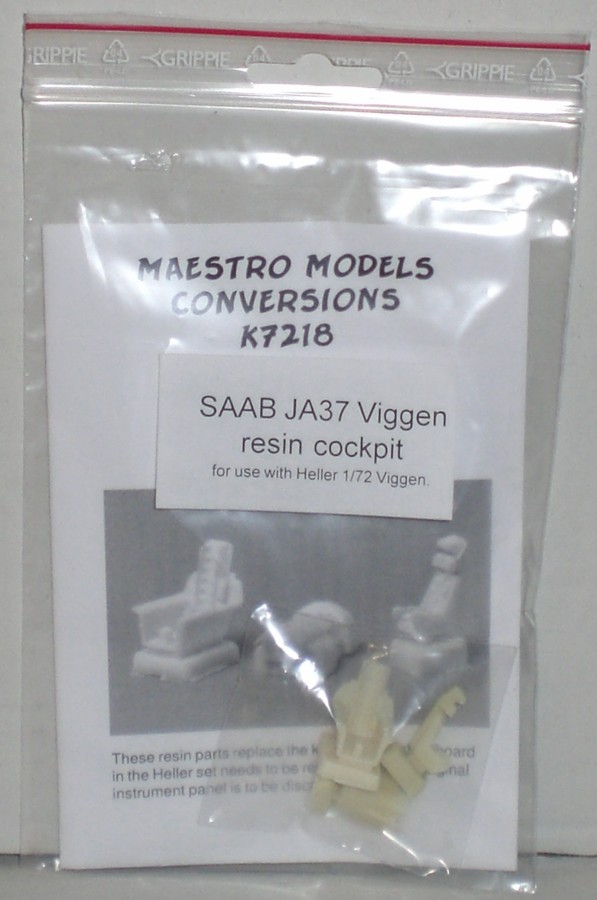 GRIPPIE GRIPPIE GRIPPIE
MAESTRO MODELS
CONVERSIONS
K7218
SAAB JA37 Viggen
resin cockpit
for use with Heller 1/72 Viggen.
These resin parts replace the
in the Heller set needs to be
instrument panel is to be